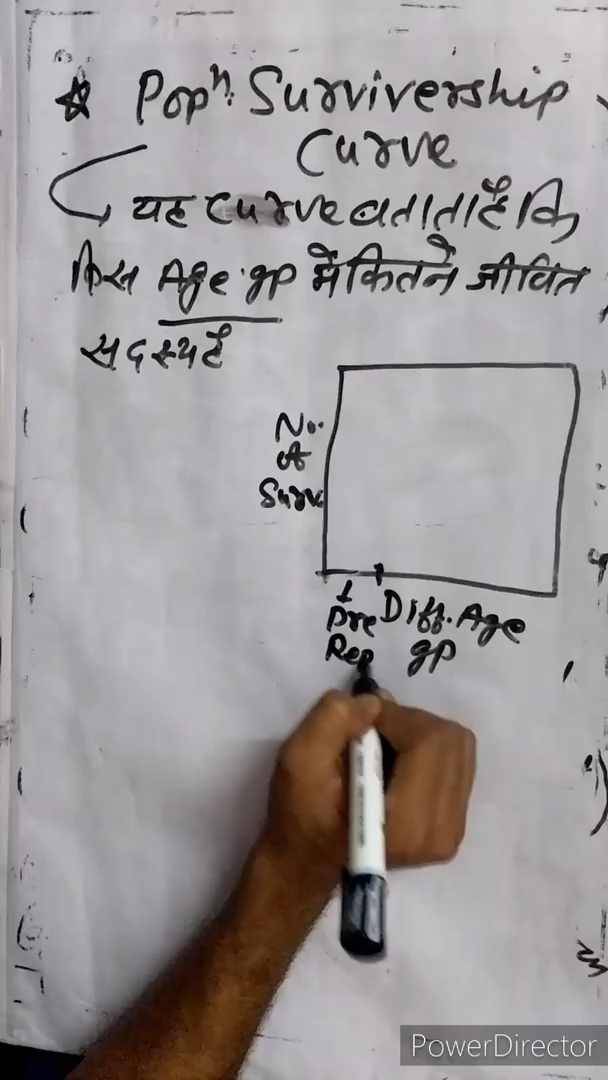 ☆ Popⁿ. Survivership
Curve
यह curve बताता है कि
किस Age gp में कितने जीवित
सदस्य है
No.
of
Surv
1
Pre
Rep
Diff. Age
gp
PowerDirector